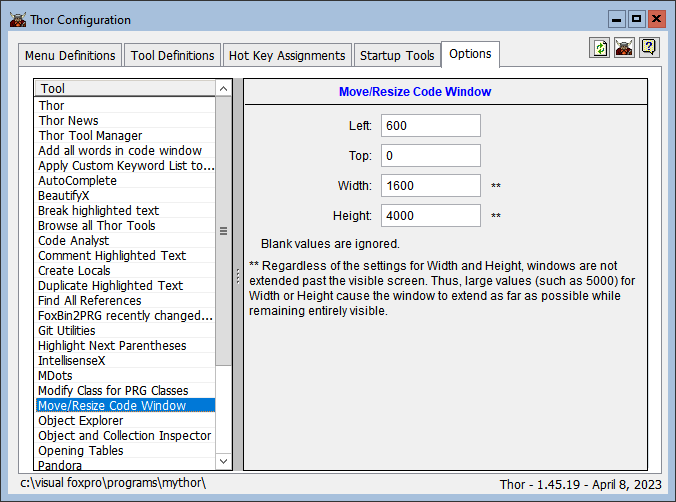 Thor Configuration
Menu Definitions
Tool Definitions
Hot Key Assignments
Startup Tools
Options
Tool
Thor
Thor News
Thor Tool Manager
Add all words in code window
Apply Custom Keyword List to...
AutoComplete
BeautifyX
Break highlighted text
Browse all Thor Tools
Code Analyst
Comment Highlighted Text
Create Locals
Duplicate Highlighted Text
Find All References
FoxBin2PRG recently changed...
Git Utilities
Highlight Next Parentheses
IntellisenseX
MDots
Modify Class for PRG Classes
Move/Resize Code Window
Object Explorer
Object and Collection Inspector
Opening Tables
Pandora
Move/Resize Code Window
Left: 600
Top: 0
Width: 1600 **
Height: 4000 **
Blank values are ignored.
** Regardless of the settings for Width and Height, windows are not
extended past the visible screen. Thus, large values (such as 5000) for
Width or Height cause the window to extend as far as possible while
remaining entirely visible.
c:\visual foxpro\programs\mythor\
Thor - 1.45.19 - April 8, 2023